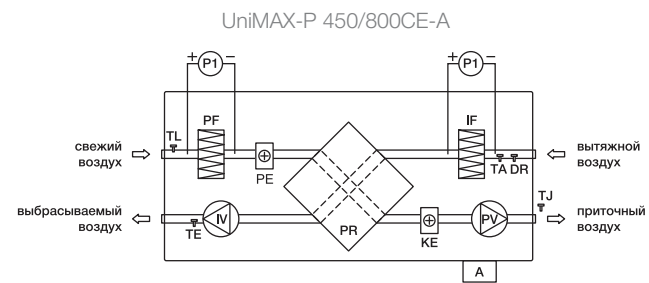 UniMAX-P 450/800CE-A
+ P1 −
+ P1 −
PF
IF
TL
свежий
воздух
PE
TA DR
вытяжной
воздух
TJ
выбрасываемый
воздух
TE
IV
PR
KE
PV
приточный
воздух
A